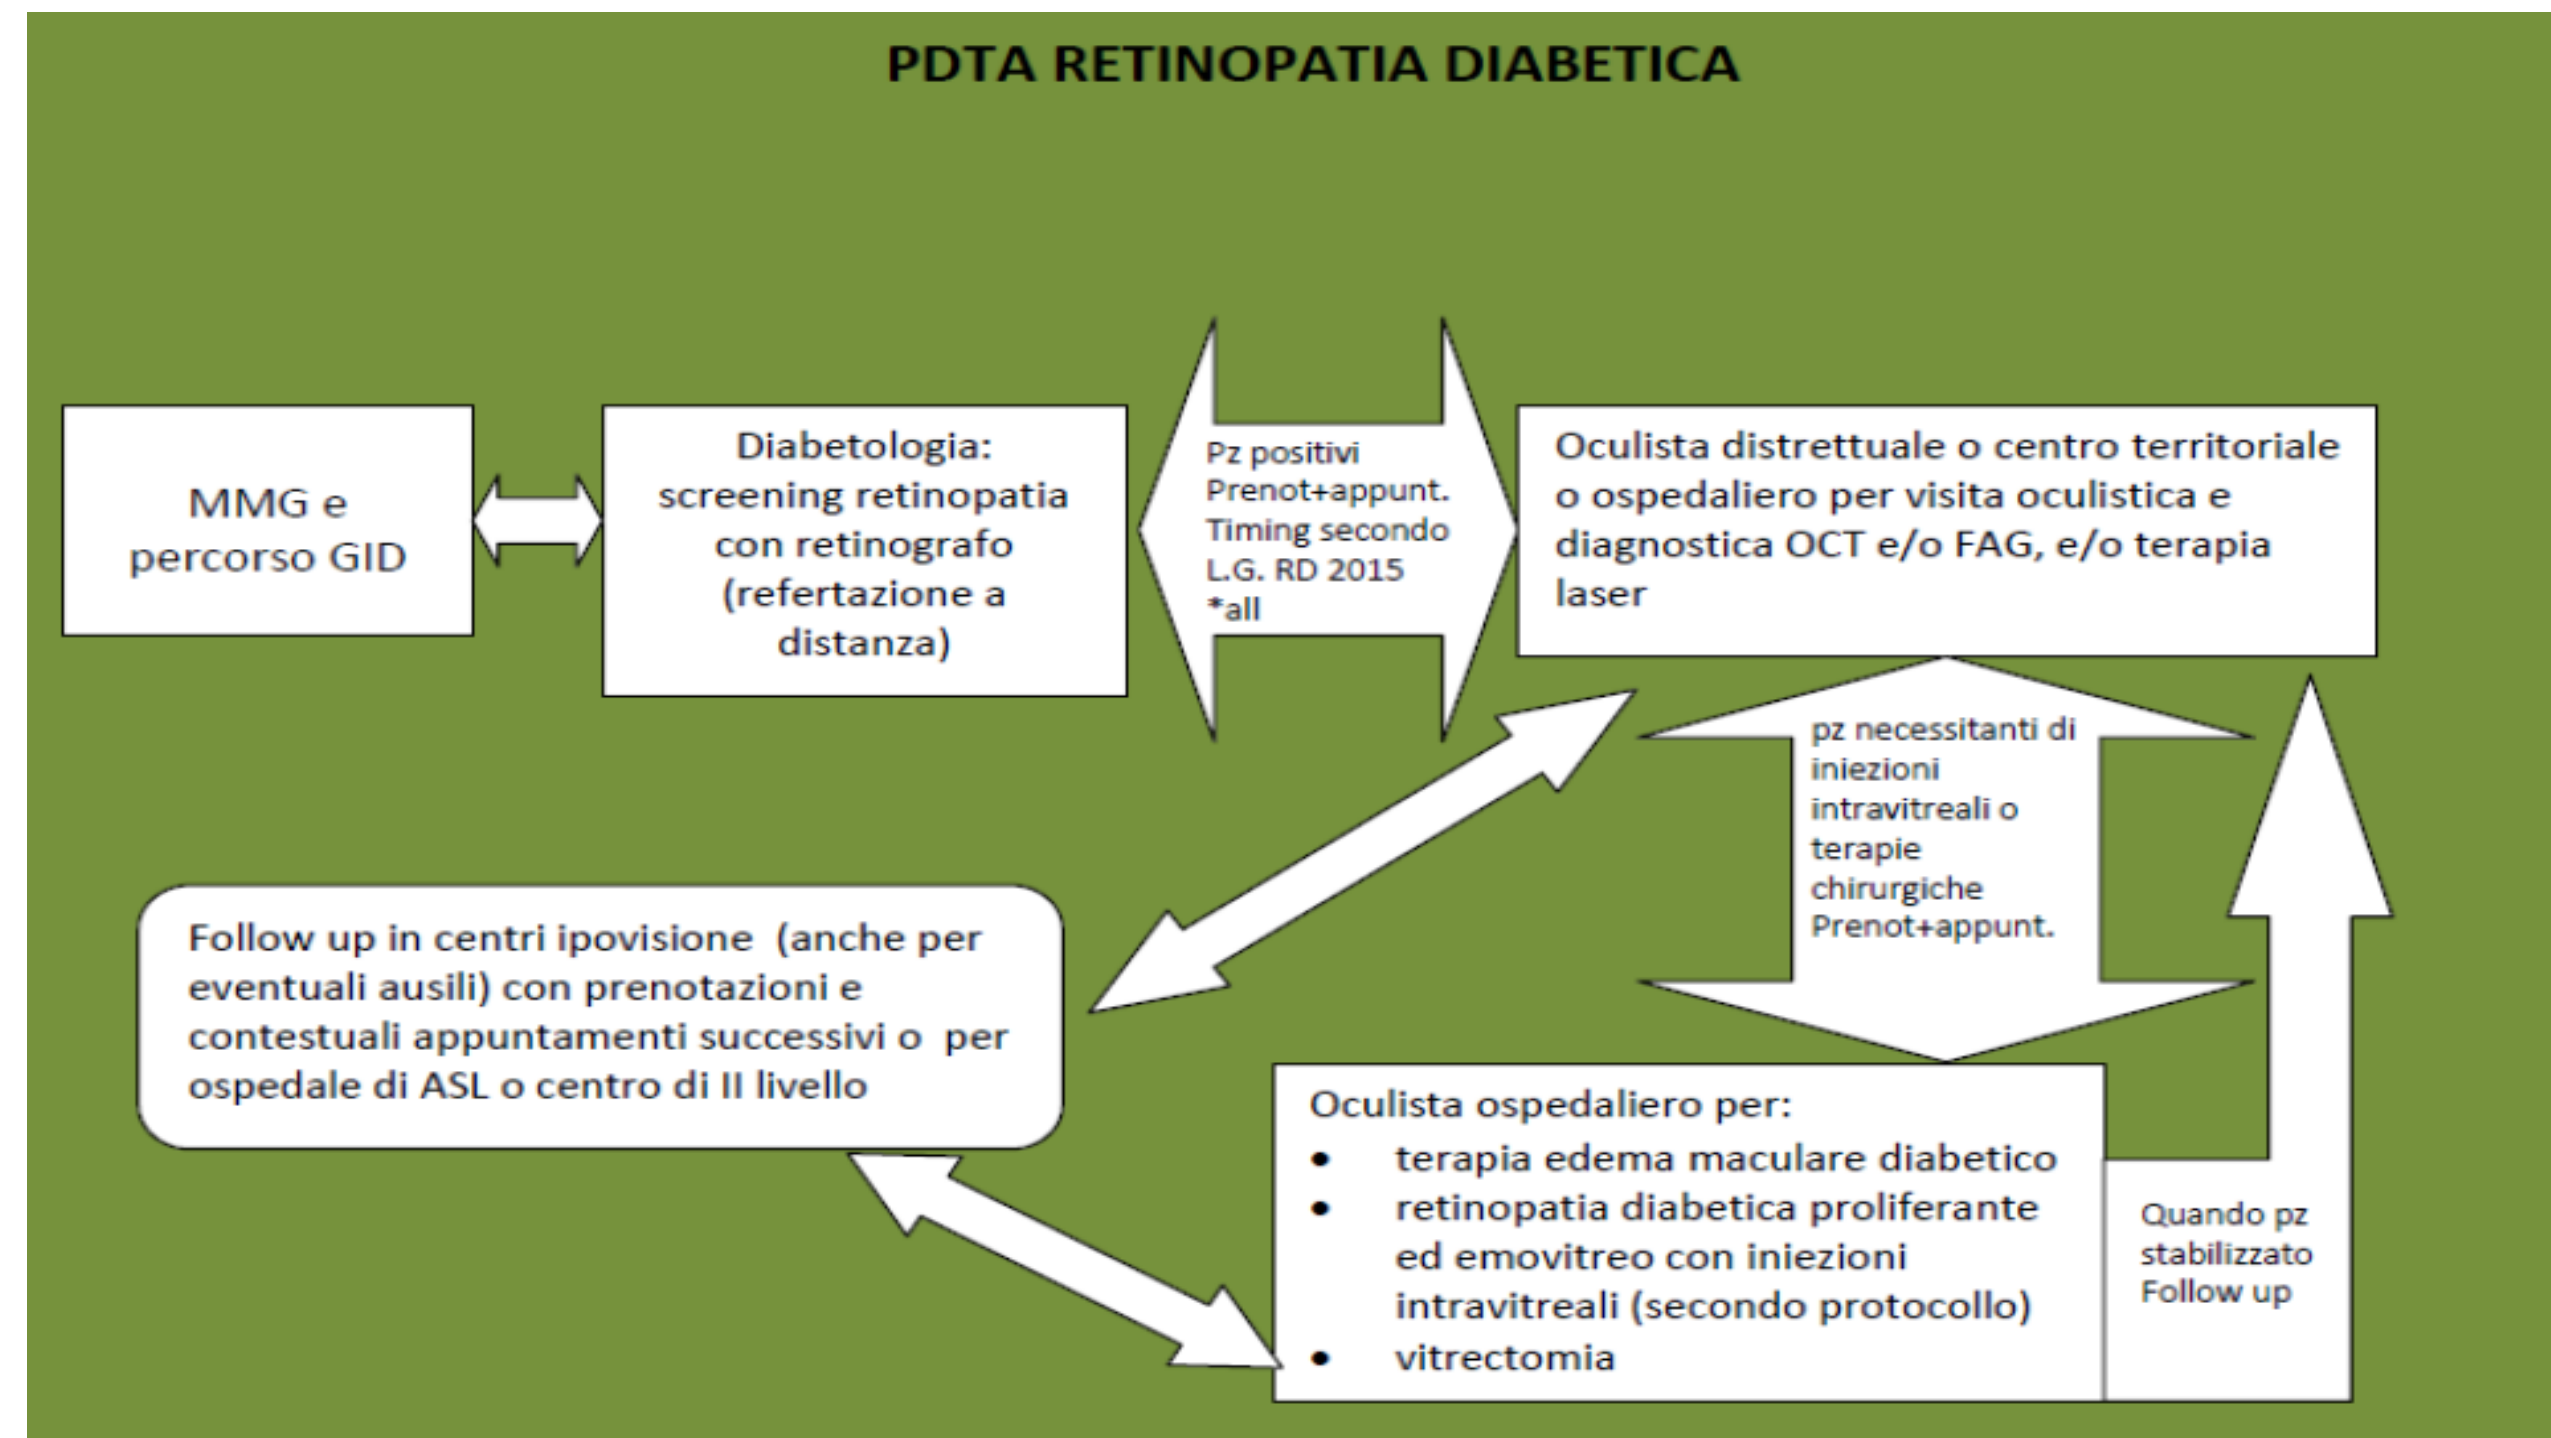 PDTA RETINOPATIA DIABETICA
MMG e
percorso GID
Diabetologia:
screening retinopatia
con retinografo
(refertazione a
distanza)
Pz positivi
Prenot+appunt.
Timing secondo
L.G. RD 2015
*all
Oculista distrettuale o centro territoriale
o ospedaliero per visita oculistica e
diagnostica OCT e/o FAG, e/o terapia
laser
pz necessitanti di
iniezioni
intravitreali o
terapie
chirurgiche
Prenot+appunt.
Follow up in centri ipovisione (anche per
eventuali ausili) con prenotazioni e
contestuali appuntamenti successivi o per
ospedale di ASL o centro di II livello
Oculista ospedaliero per:
• terapia edema maculare diabetico
• retinopatia diabetica proliferante
ed emovitreo con iniezioni
intravitreali (secondo protocollo)
• vitrectomia
Quando pz
stabilizzato
Follow up